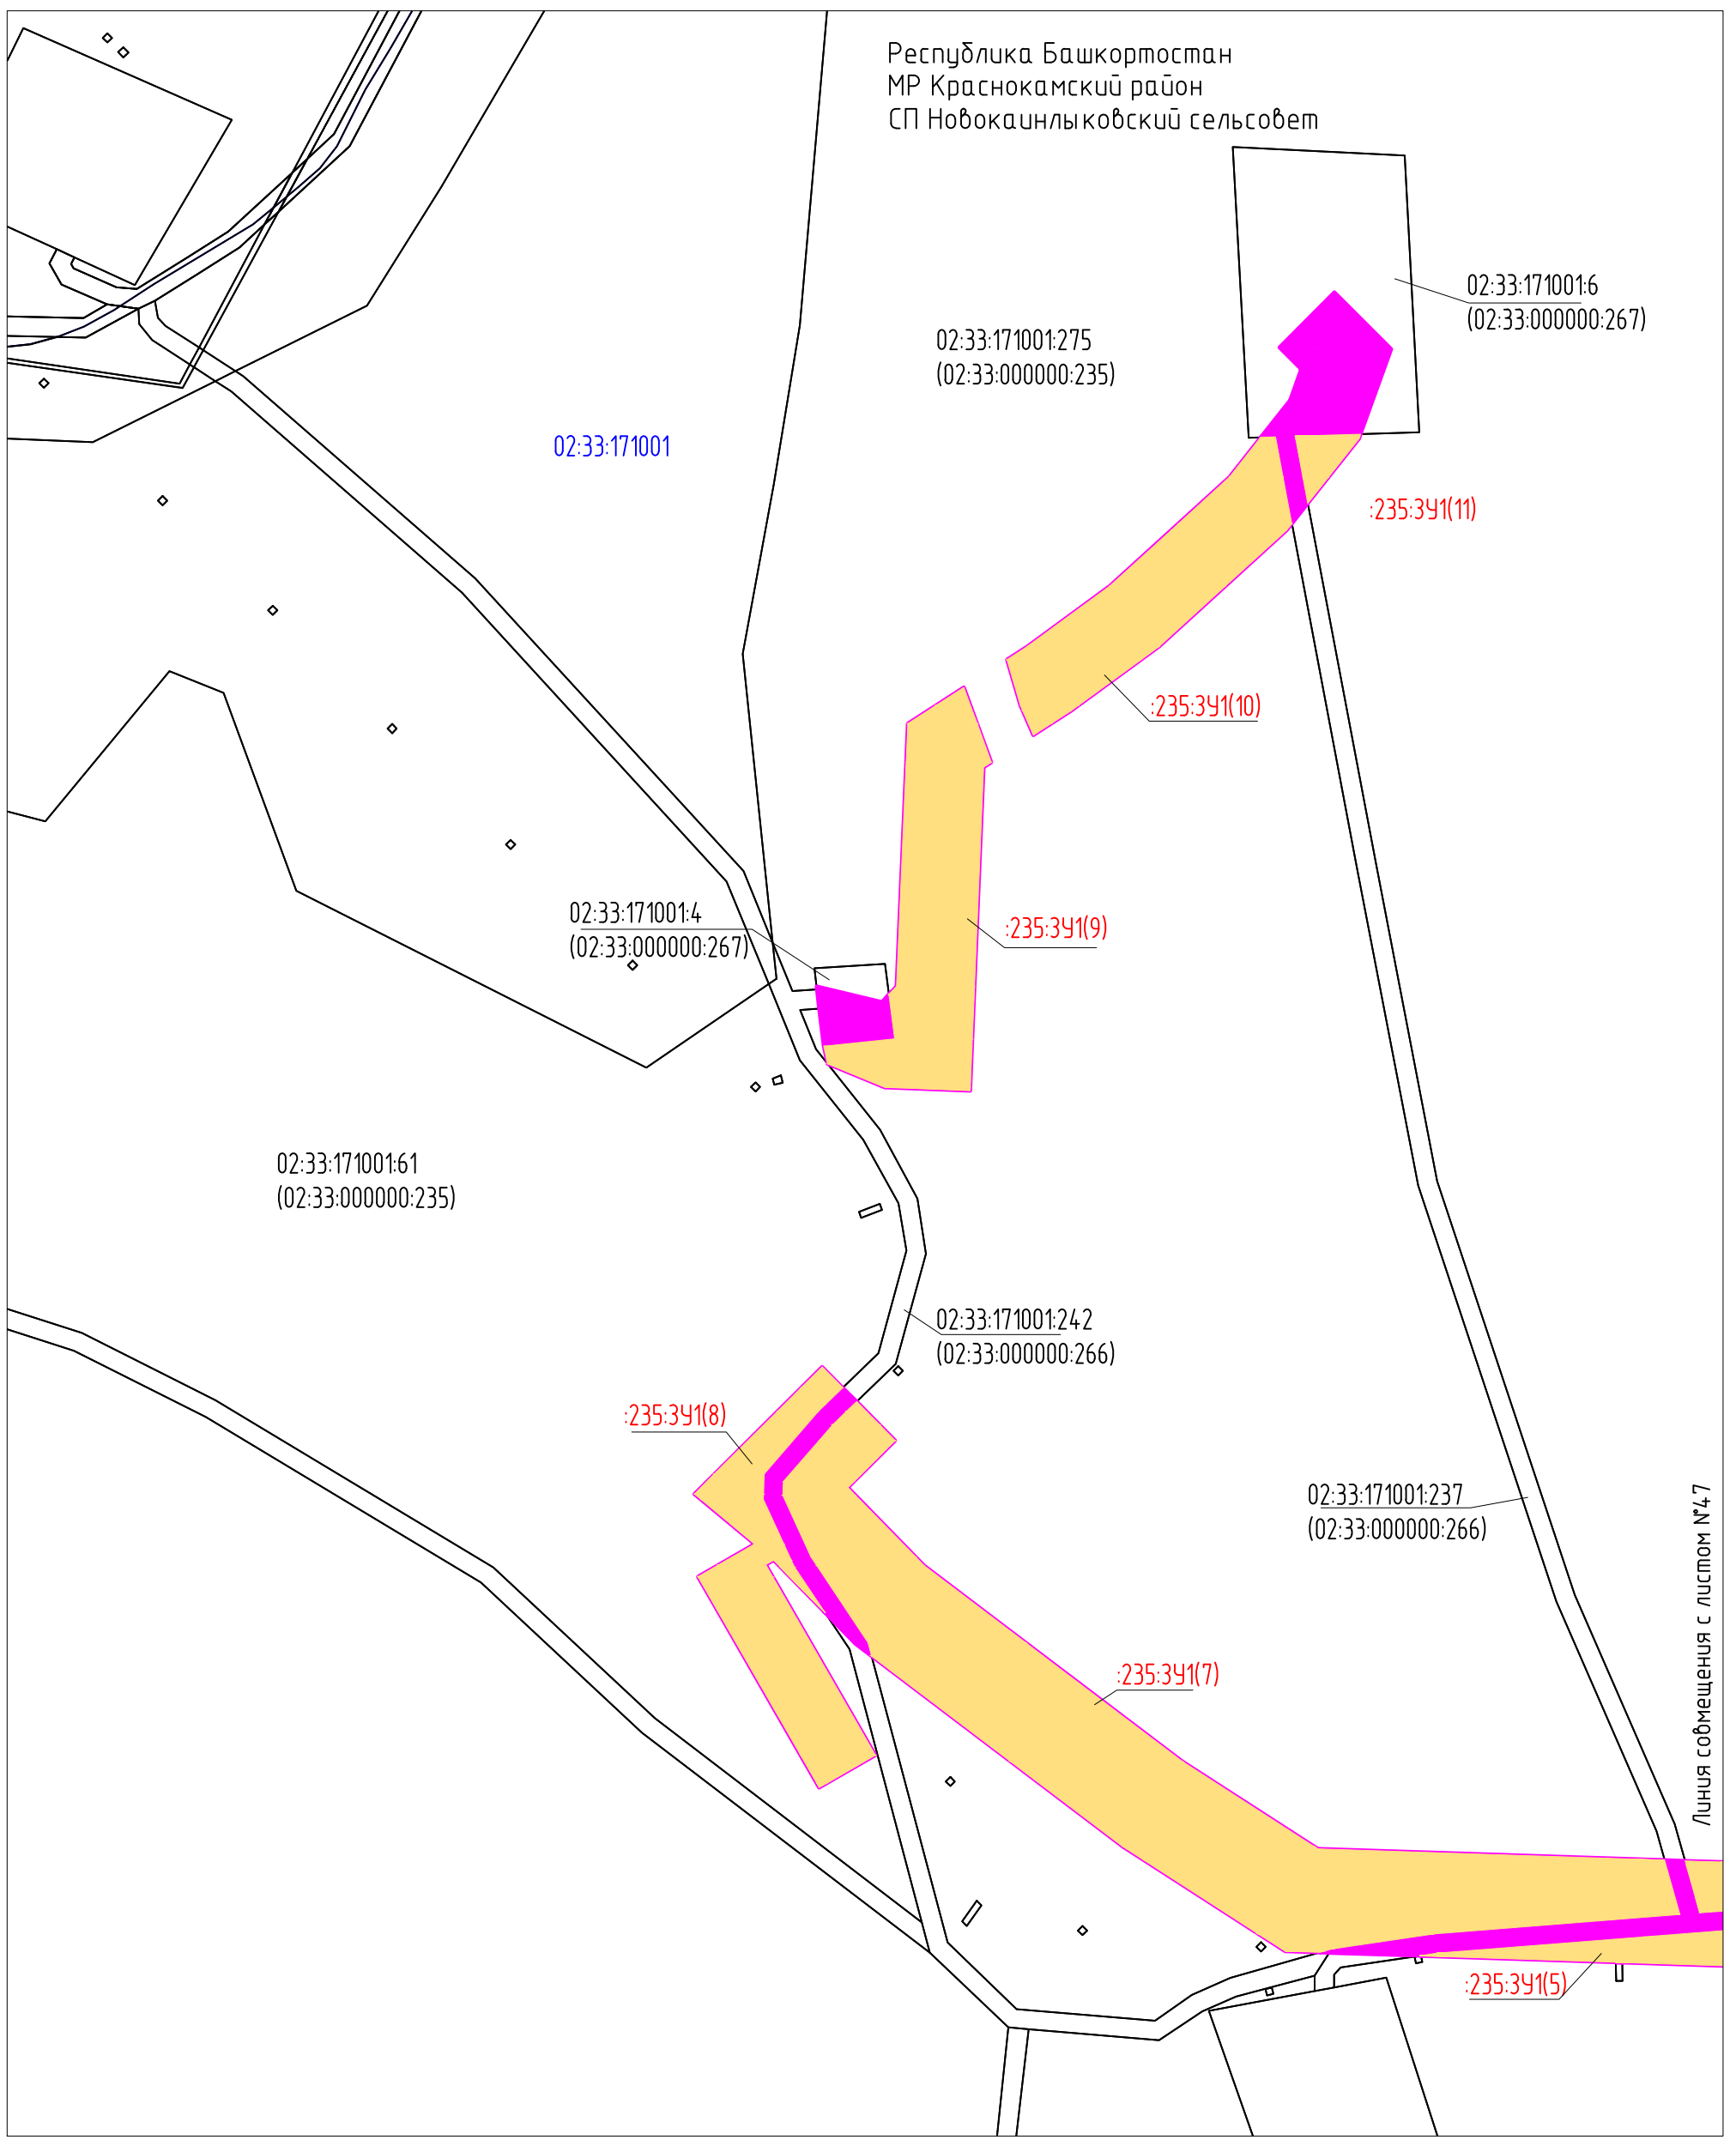 Республика Башкортостан
МР Краснокамский район
СП Новокаинлыковский сельсовет
02:33:171001:6
(02:33:000000:267)
02:33:171001:275
(02:33:000000:235)
02:33:171001
:235:ЗУ1(11)
:235:ЗУ1(10)
02:33:171001:4
(02:33:000000:267)
:235:ЗУ1(9)
02:33:171001:61
(02:33:000000:235)
02:33:171001:242
(02:33:000000:266)
:235:ЗУ1(8)
02:33:171001:237
(02:33:000000:266)
Линия совмещения с листом №47
:235:ЗУ1(7)
:235:ЗУ1(5)